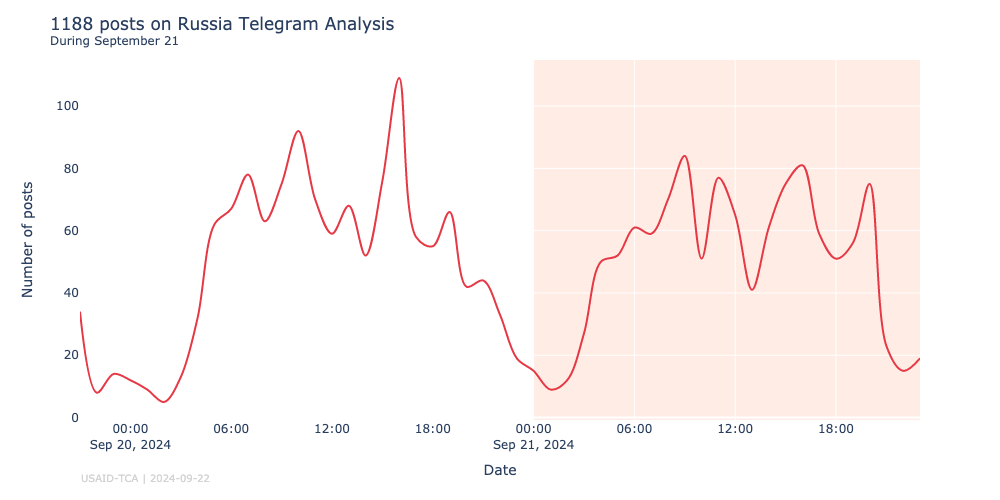 1188 posts on Russia Telegram Analysis
During September 21
Number of posts
100
80
60
40
20
0
00:00 06:00 12:00 18:00 00:00 06:00 12:00 18:00
Sep 20, 2024 Sep 21, 2024
Date
USAID-TCA | 2024-09-22